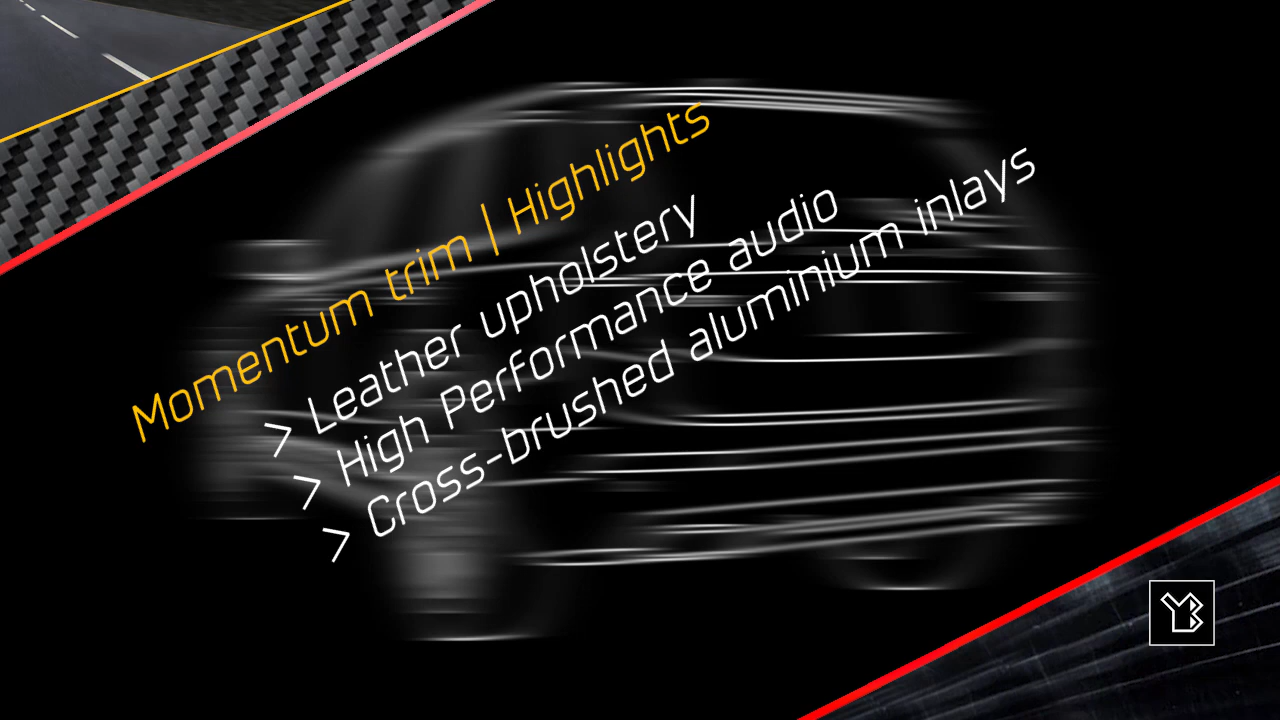 Momentum trim | Highlights
> Leather upholstery
> High Performance audio
> Cross-brushed aluminium inlays